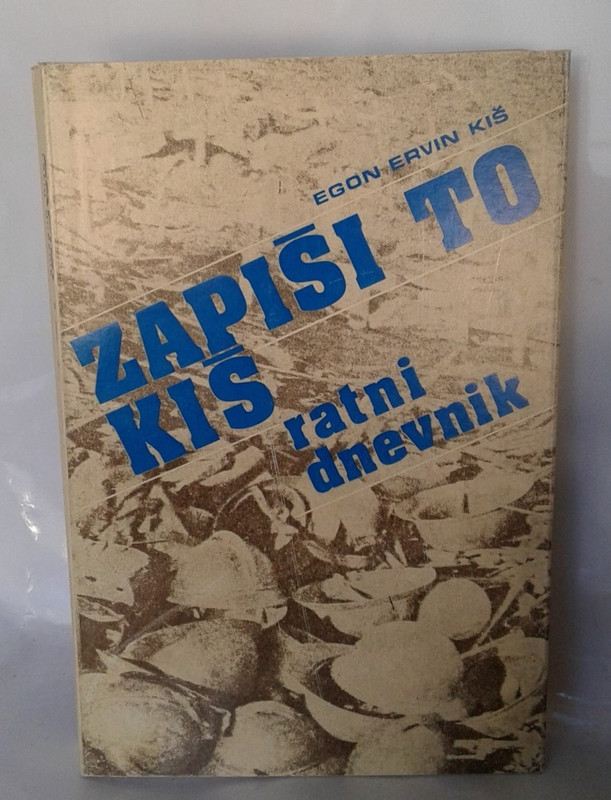 EGON ERVIN KIŠ
ZAPIŠI TO
KIŠ
ratni
dnevnik